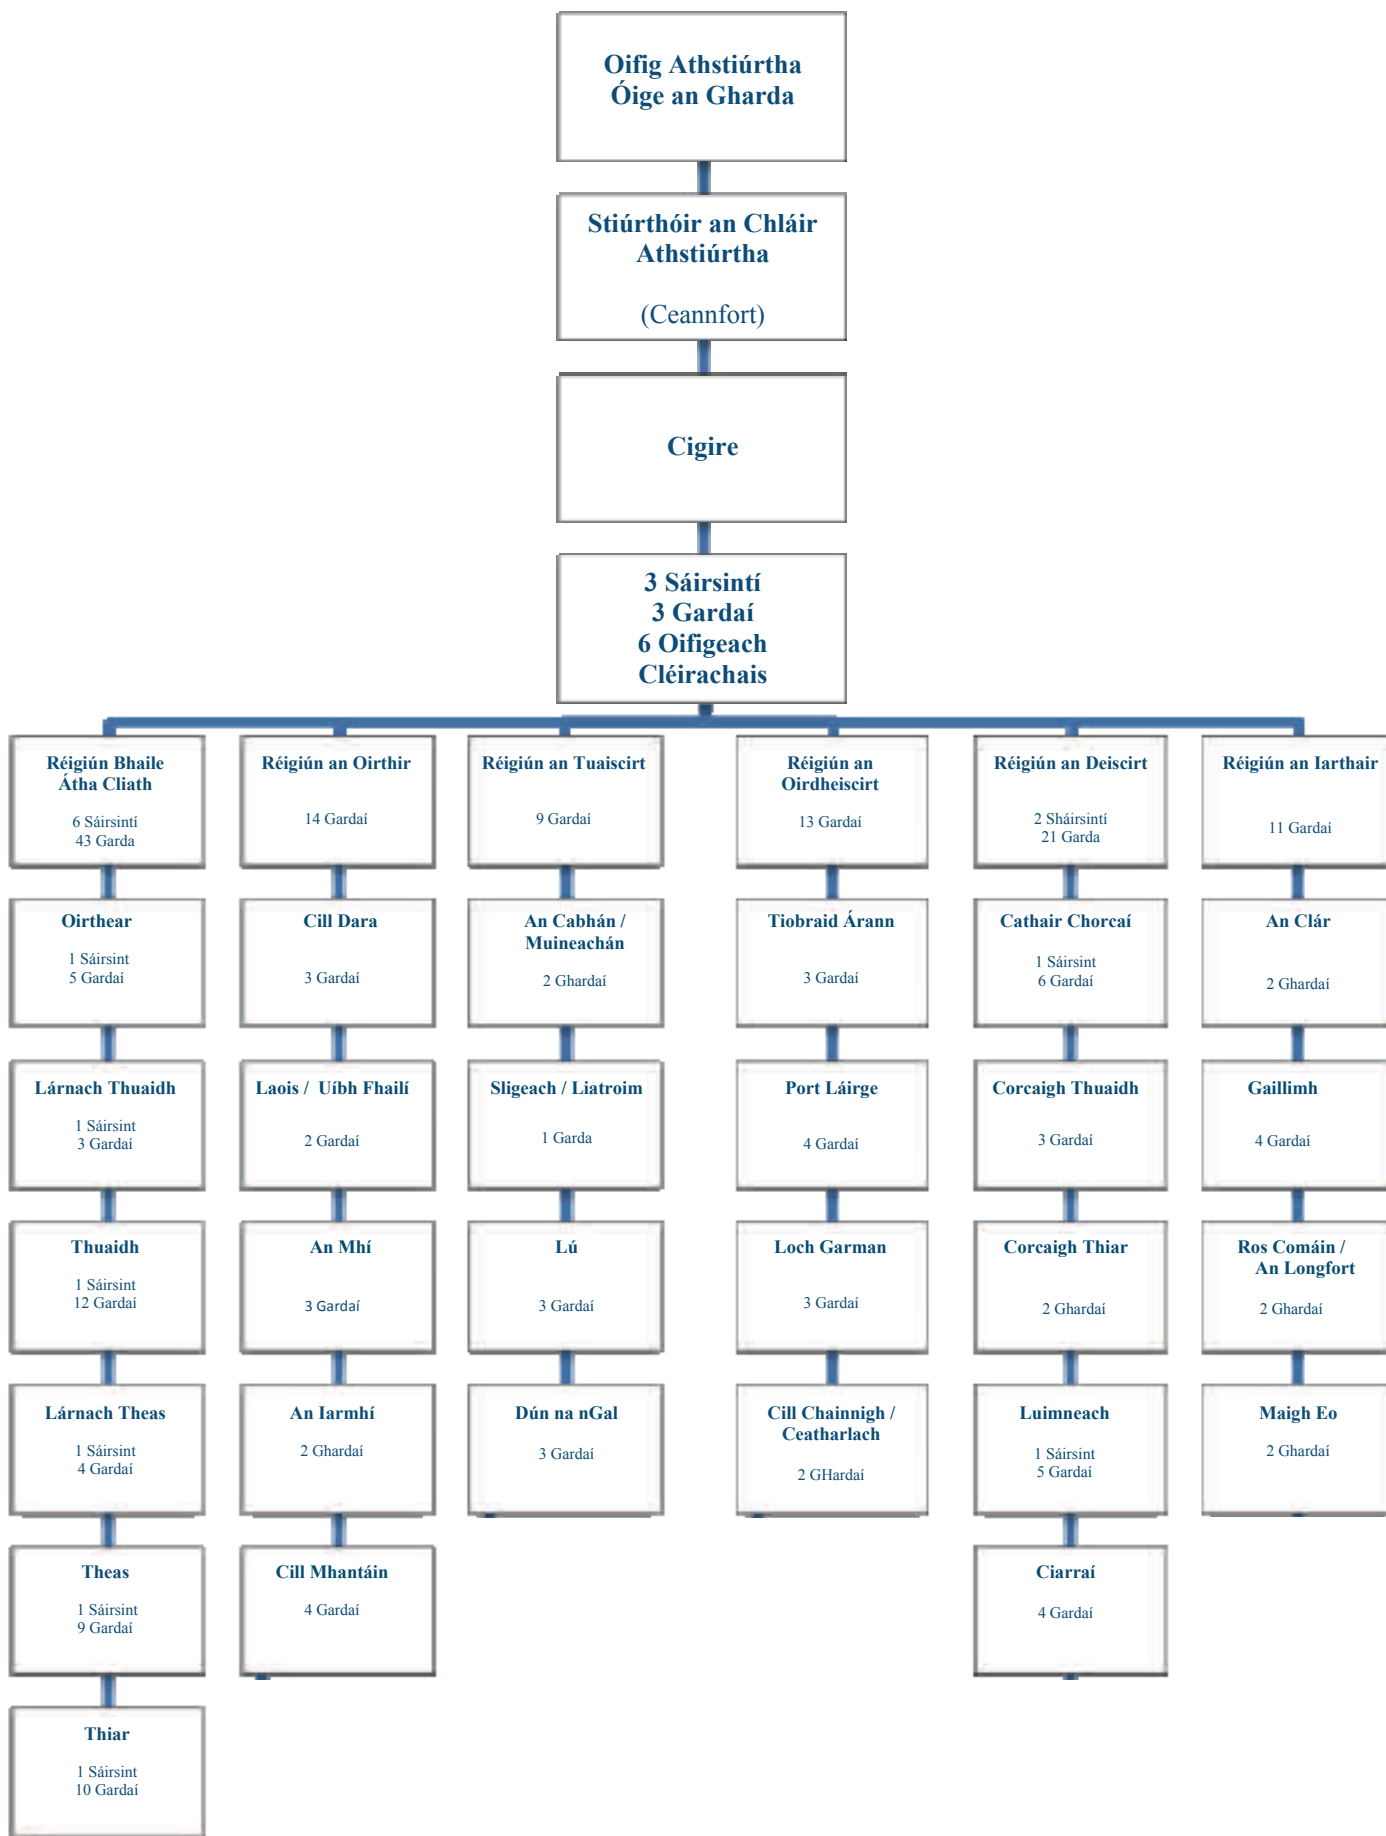 Oifig Athstiúrtha
Óige an Gharda
Stiúrthóir an Chláir
Athstiúrtha
(Ceannfort)
Cigire
3 Sáirsintí
3 Gardaí
6 Oifigeach
Cléirachais
Réigiún Bhaile
Átha Cliath
6 Sáirsintí
43 Garda
Oirthear
1 Sáirsint
5 Gardaí
Lárnach Thuaidh
1 Sáirsint
3 Gardaí
Thuaidh
1 Sáirsint
12 Gardaí
Lárnach Theas
1 Sáirsint
4 Gardaí
Theas
1 Sáirsint
9 Gardaí
Thiar
1 Sáirsint
10 Gardaí
Réigiún an Oirthir
14 Gardaí
Cill Dara
3 Gardaí
Laois / Uíbh Fhailí
2 Gardaí
An Mhí
3 Gardaí
An Iarmhí
2 Ghardaí
Cill Mhantáin
4 Gardaí
Réigiún an Tuaiscirt
9 Gardaí
An Cabhán /
Muineachán
2 Ghardaí
Sligeach / Liatroim
1 Garda
Lú
3 Gardaí
Dún na nGal
3 Gardaí
Réigiún an
Oirdheiscirt
13 Gardaí
Tiobraid Árann
3 Gardaí
Port Láirge
4 Gardaí
Loch Garman
3 Gardaí
Cill Chainnigh /
Ceatharlach
2 GHardaí
Réigiún an Deiscirt
2 Sháirsintí
21 Garda
Cathair Chorcaí
1 Sáirsint
6 Gardaí
Corcaigh Thuaidh
3 Gardaí
Corcaigh Thiar
2 Ghardaí
Luimneach
1 Sáirsint
5 Gardaí
Ciarraí
4 Gardaí
Réigiún an Iarthair
11 Gardaí
An Clár
2 Ghardaí
Gaillimh
4 Gardaí
Ros Comáin /
An Longfort
2 Ghardaí
Maigh Eo
2 Ghardaí